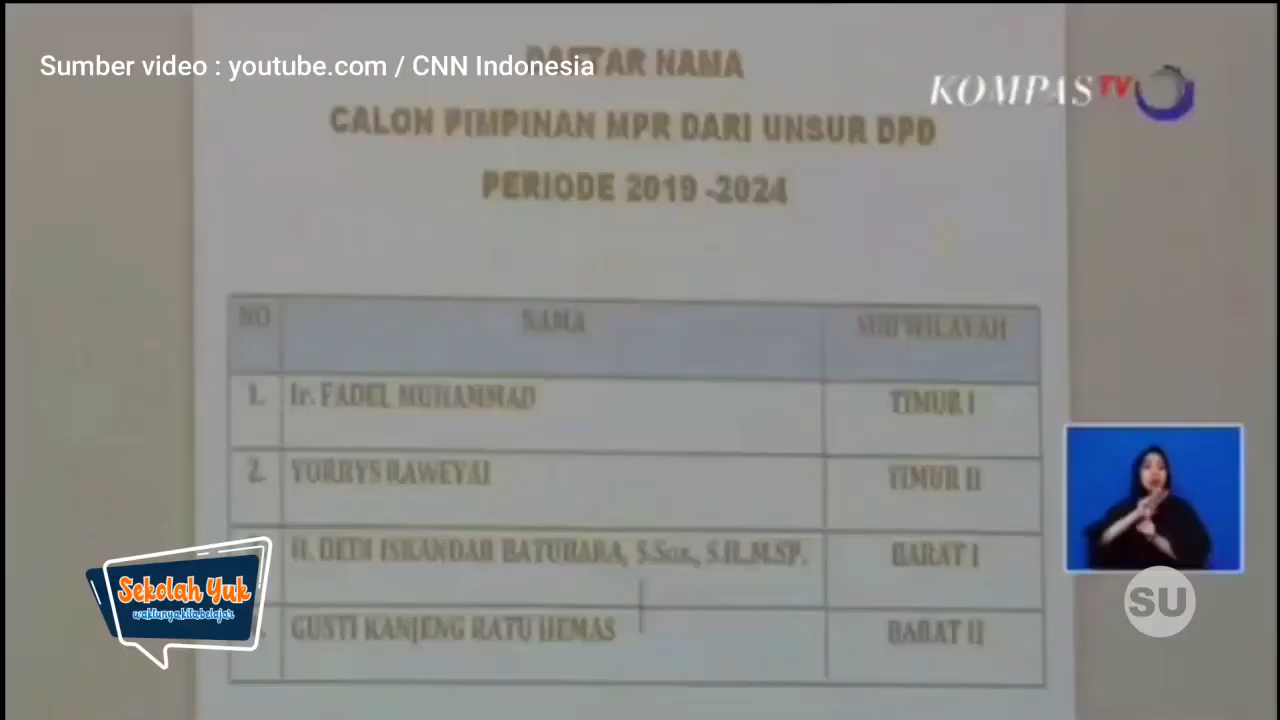 Sumber video : youtube.com / CNN Indonesia
DAFTAR NAMA
KOMPAS TV
CALON PIMPINAN MPR DARI UNSUR DPD
PERIODE 2019 -2024
NO NAMA SUB WILAYAH
1. Ir. FADEL MUHAMMAD TIMUR I
2. YORRYS RAWEYAI TIMUR II
H. DEDI ISKANDAR BATUBARA, S.Sos., S.H.,M.SP. BARAT I
GUSTI KANJENG RATU HEMAS BARAT II
Sekolah Yuk
waktunya kita belajar
SU